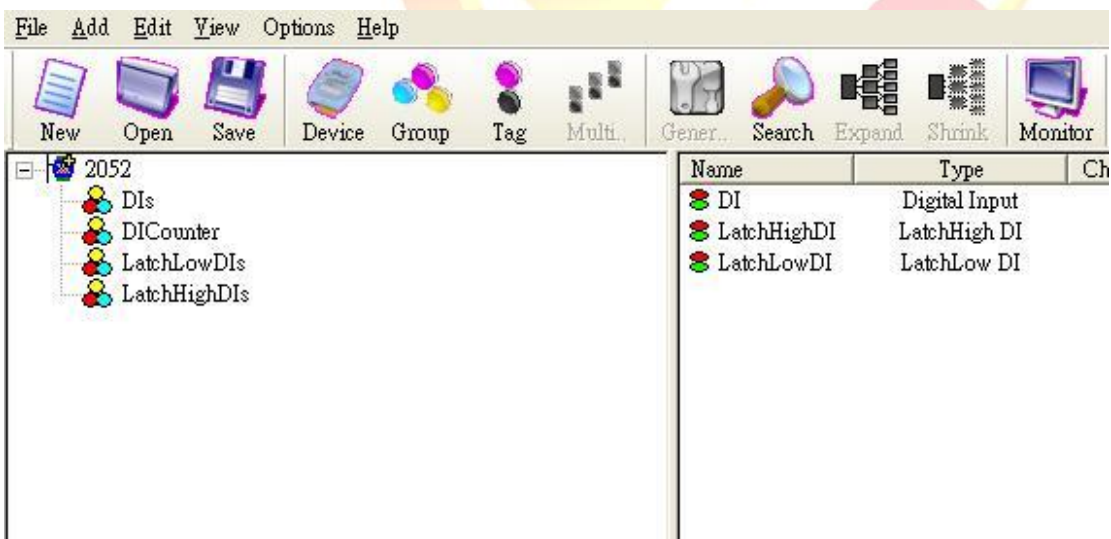 File Add Edit View Options Help
New Open Save Device Group Tag Multi.. Gener.. Search Expand Shrink Monitor
2052
DIs
DICounter
LatchLowDIs
LatchHighDIs
Name Type Ch
DI Digital Input
LatchHighDI LatchHigh DI
LatchLowDI LatchLow DI